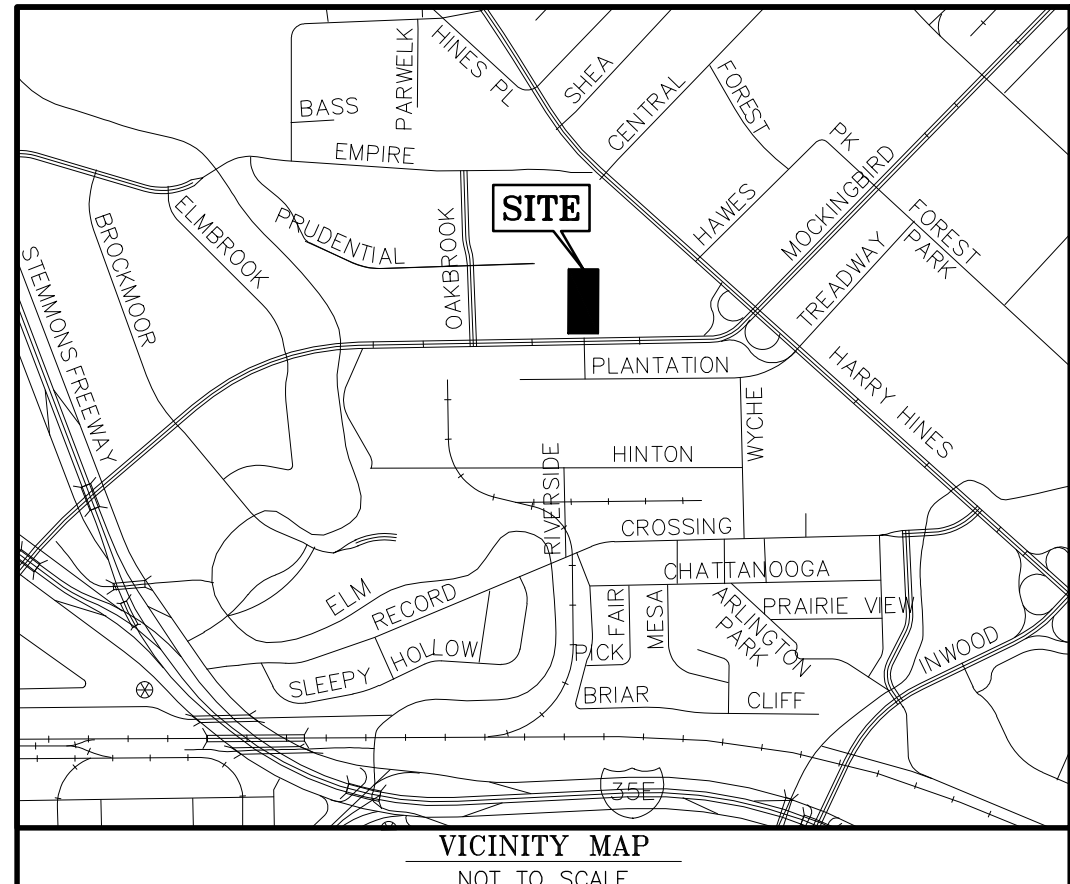 PARWELK
HINES PL
SHEA
CENTRAL
FOREST
PK
BASS
EMPIRE
MOCKINGBIRD
HAWES
FOREST
PARK
TREADWAY
SITE
PRUDENTIAL
OAKBROOK
ELMBROOK
BROCKMOOR
STEMMONS FREEWAY
PLANTATION
HARRY HINES
WYCHE
HINTON
RIVERSIDE
CROSSING
CHATTANOOGA
ELM
RECORD
FAIR
MESA
ARLINGTON
PARK
PRAIRIE VIEW
INWOOD
PICK
SLEEPY
HOLLOW
BRIAR
CLIFF
35E
VICINITY MAP
NOT TO SCALE